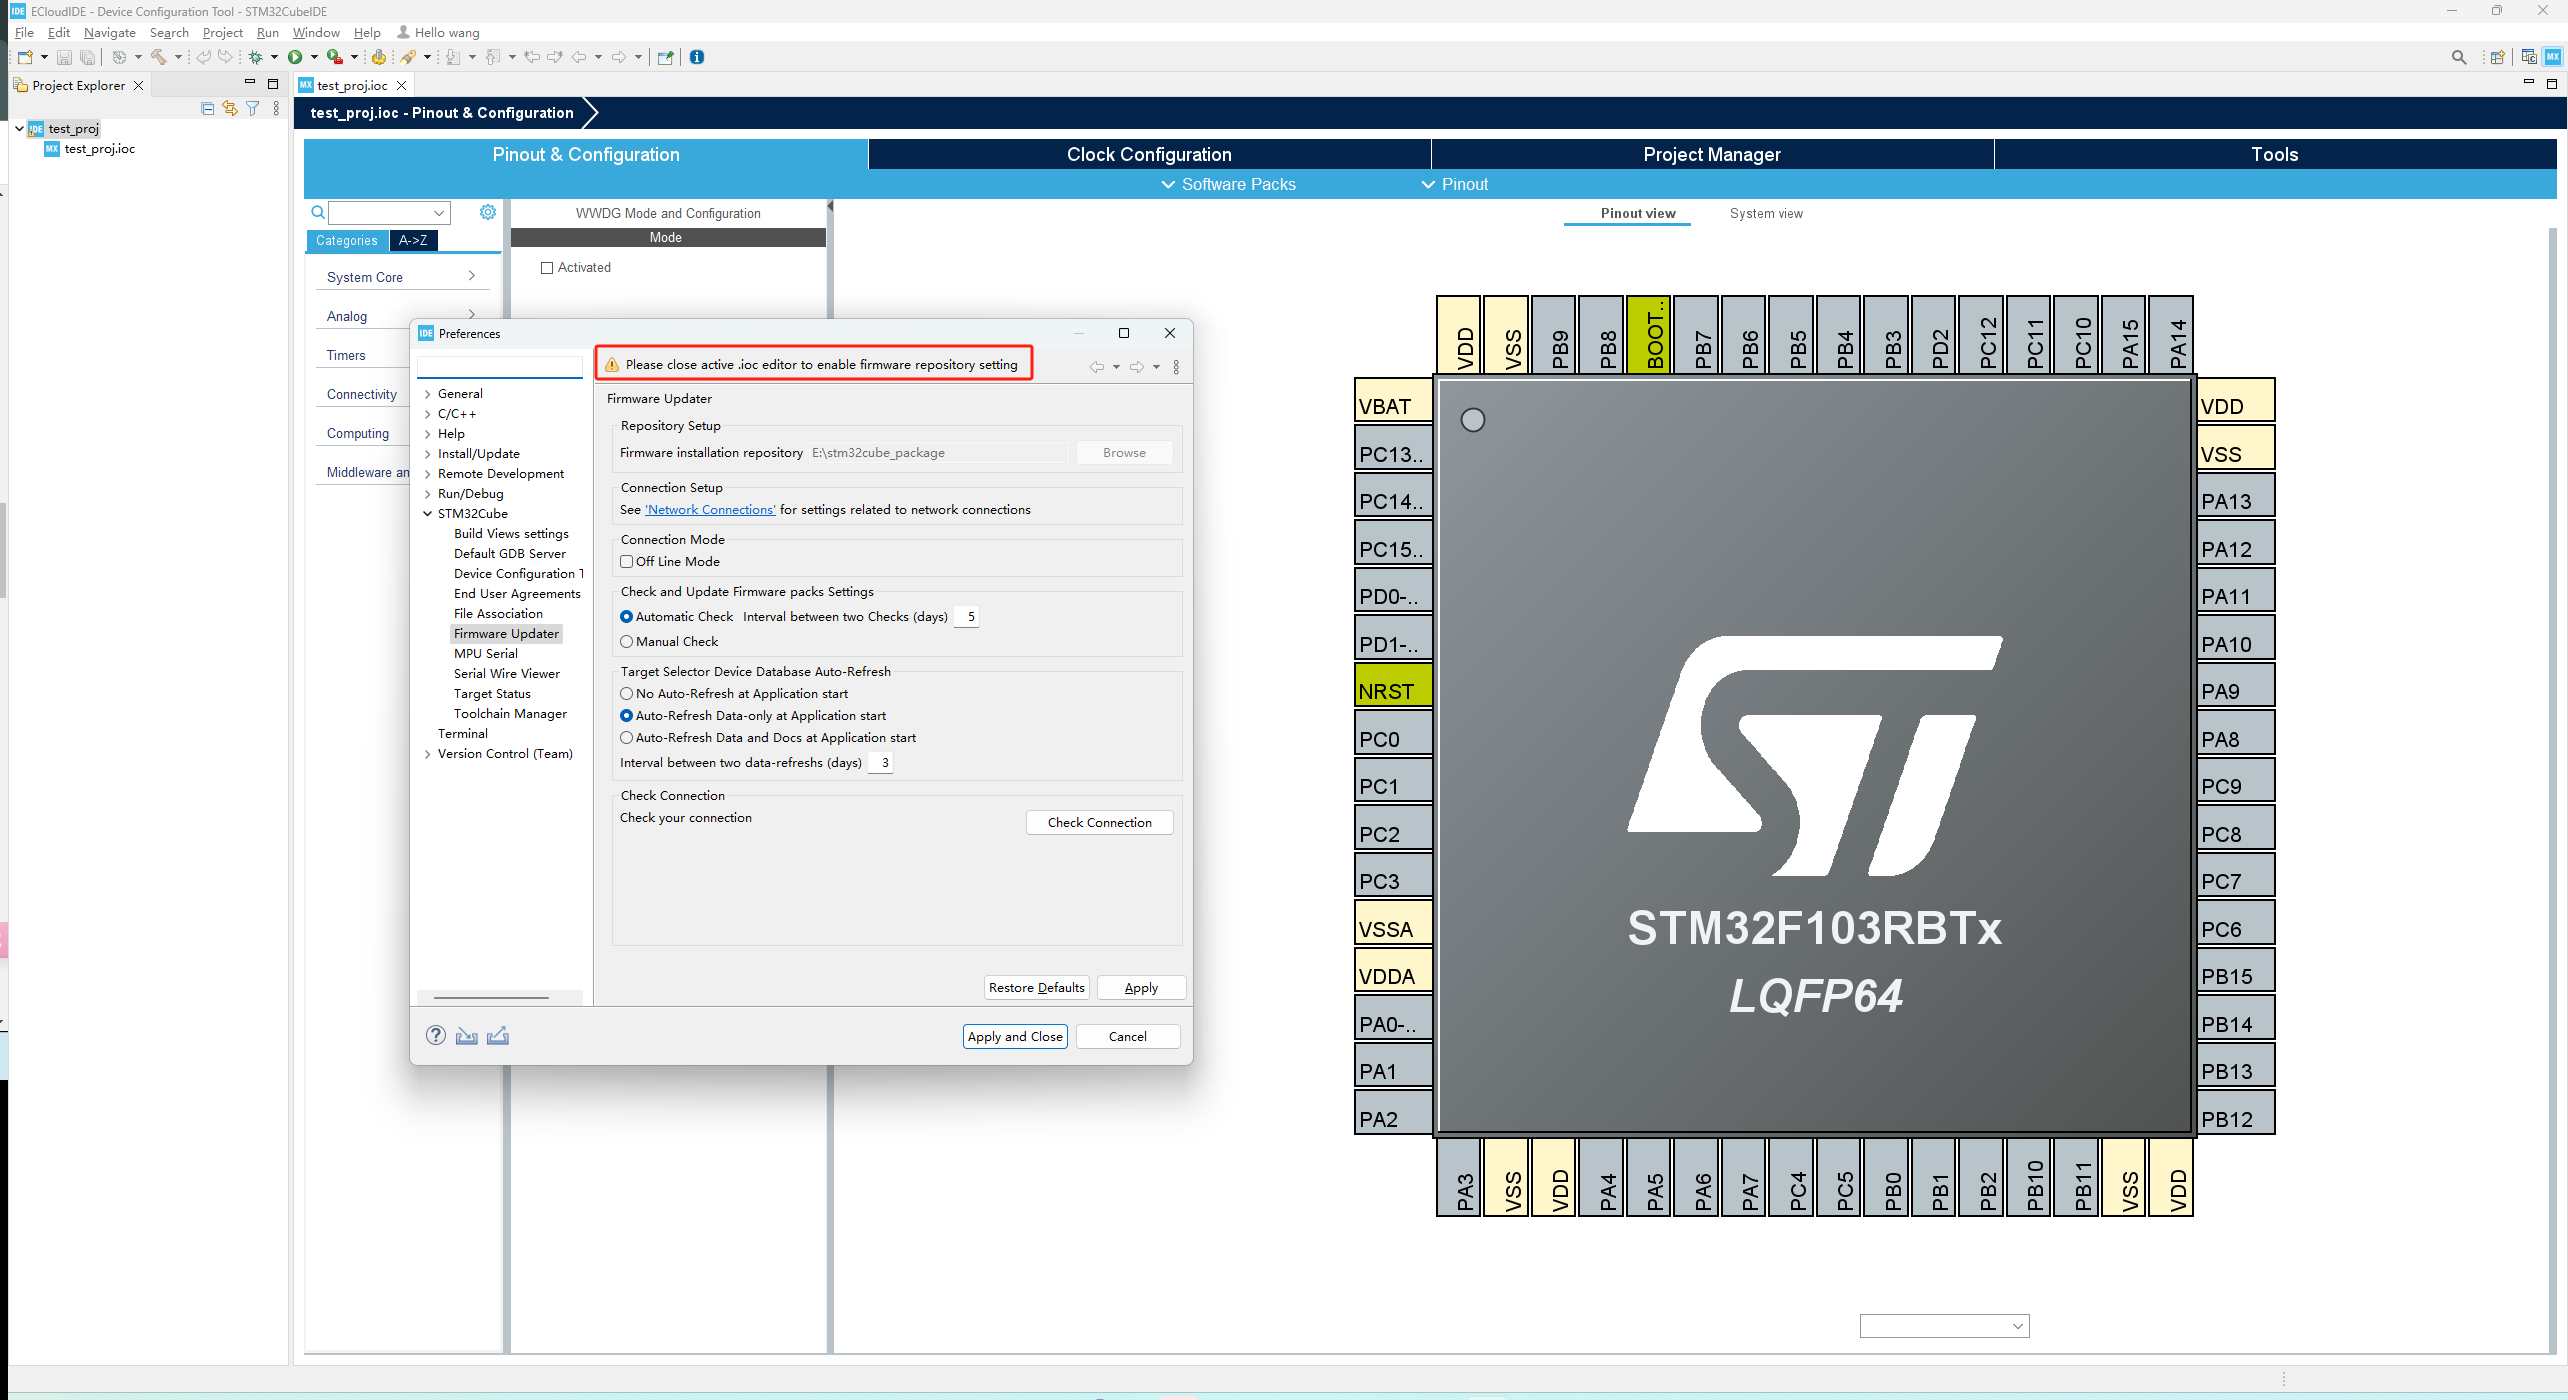 IDE ECloudIDE - Device Configuration Tool - STM32CubeIDE
File Edit Navigate Search Project Run Window Help Hello wang
Project Explorer
test_proj
test_proj.ioc
test_proj.ioc
test_proj.ioc - Pinout & Configuration
Pinout & Configuration
Clock Configuration
Project Manager
Tools
Software Packs
Pinout
Categories
A->Z
System Core
Analog
Timers
Connectivity
Computing
Middleware an
WWDG Mode and Configuration
Mode
Activated
Pinout view
System view
IDE Preferences
Please close active .ioc editor to enable firmware repository setting
General
C/C++
Help
Install/Update
Remote Development
Run/Debug
STM32Cube
Build Views settings
Default GDB Server
Device Configuration T
End User Agreements
File Association
Firmware Updater
MPU Serial
Serial Wire Viewer
Target Status
Toolchain Manager
Terminal
Version Control (Team)
Firmware Updater
Repository Setup
Firmware installation repository E:\stm32cube_package Browse
Connection Setup
See 'Network Connections' for settings related to network connections
Connection Mode
Off Line Mode
Check and Update Firmware packs Settings
Automatic Check Interval between two Checks (days) 5
Manual Check
Target Selector Device Database Auto-Refresh
No Auto-Refresh at Application start
Auto-Refresh Data-only at Application start
Auto-Refresh Data and Docs at Application start
Interval between two data-refreshs (days) 3
Check Connection
Check your connection
Check Connection
Restore Defaults Apply
Apply and Close Cancel
VDD VSS PB9 PB8 BOOT.. PB7 PB6 PB5 PB4 PB3 PD2 PC12 PC11 PC10 PA15 PA14
VBAT
PC13..
PC14..
PC15..
PD0-..
PD1-..
NRST
PC0
PC1
PC2
PC3
VSSA
VDDA
PA0-..
PA1
PA2
ST
STM32F103RBTx
LQFP64
VDD
VSS
PA13
PA12
PA11
PA10
PA9
PA8
PC9
PC8
PC7
PC6
PB15
PB14
PB13
PB12
PA3 VSS VDD PA4 PA5 PA6 PA7 PC4 PC5 PB0 PB1 PB2 PB10 PB11 VSS VDD